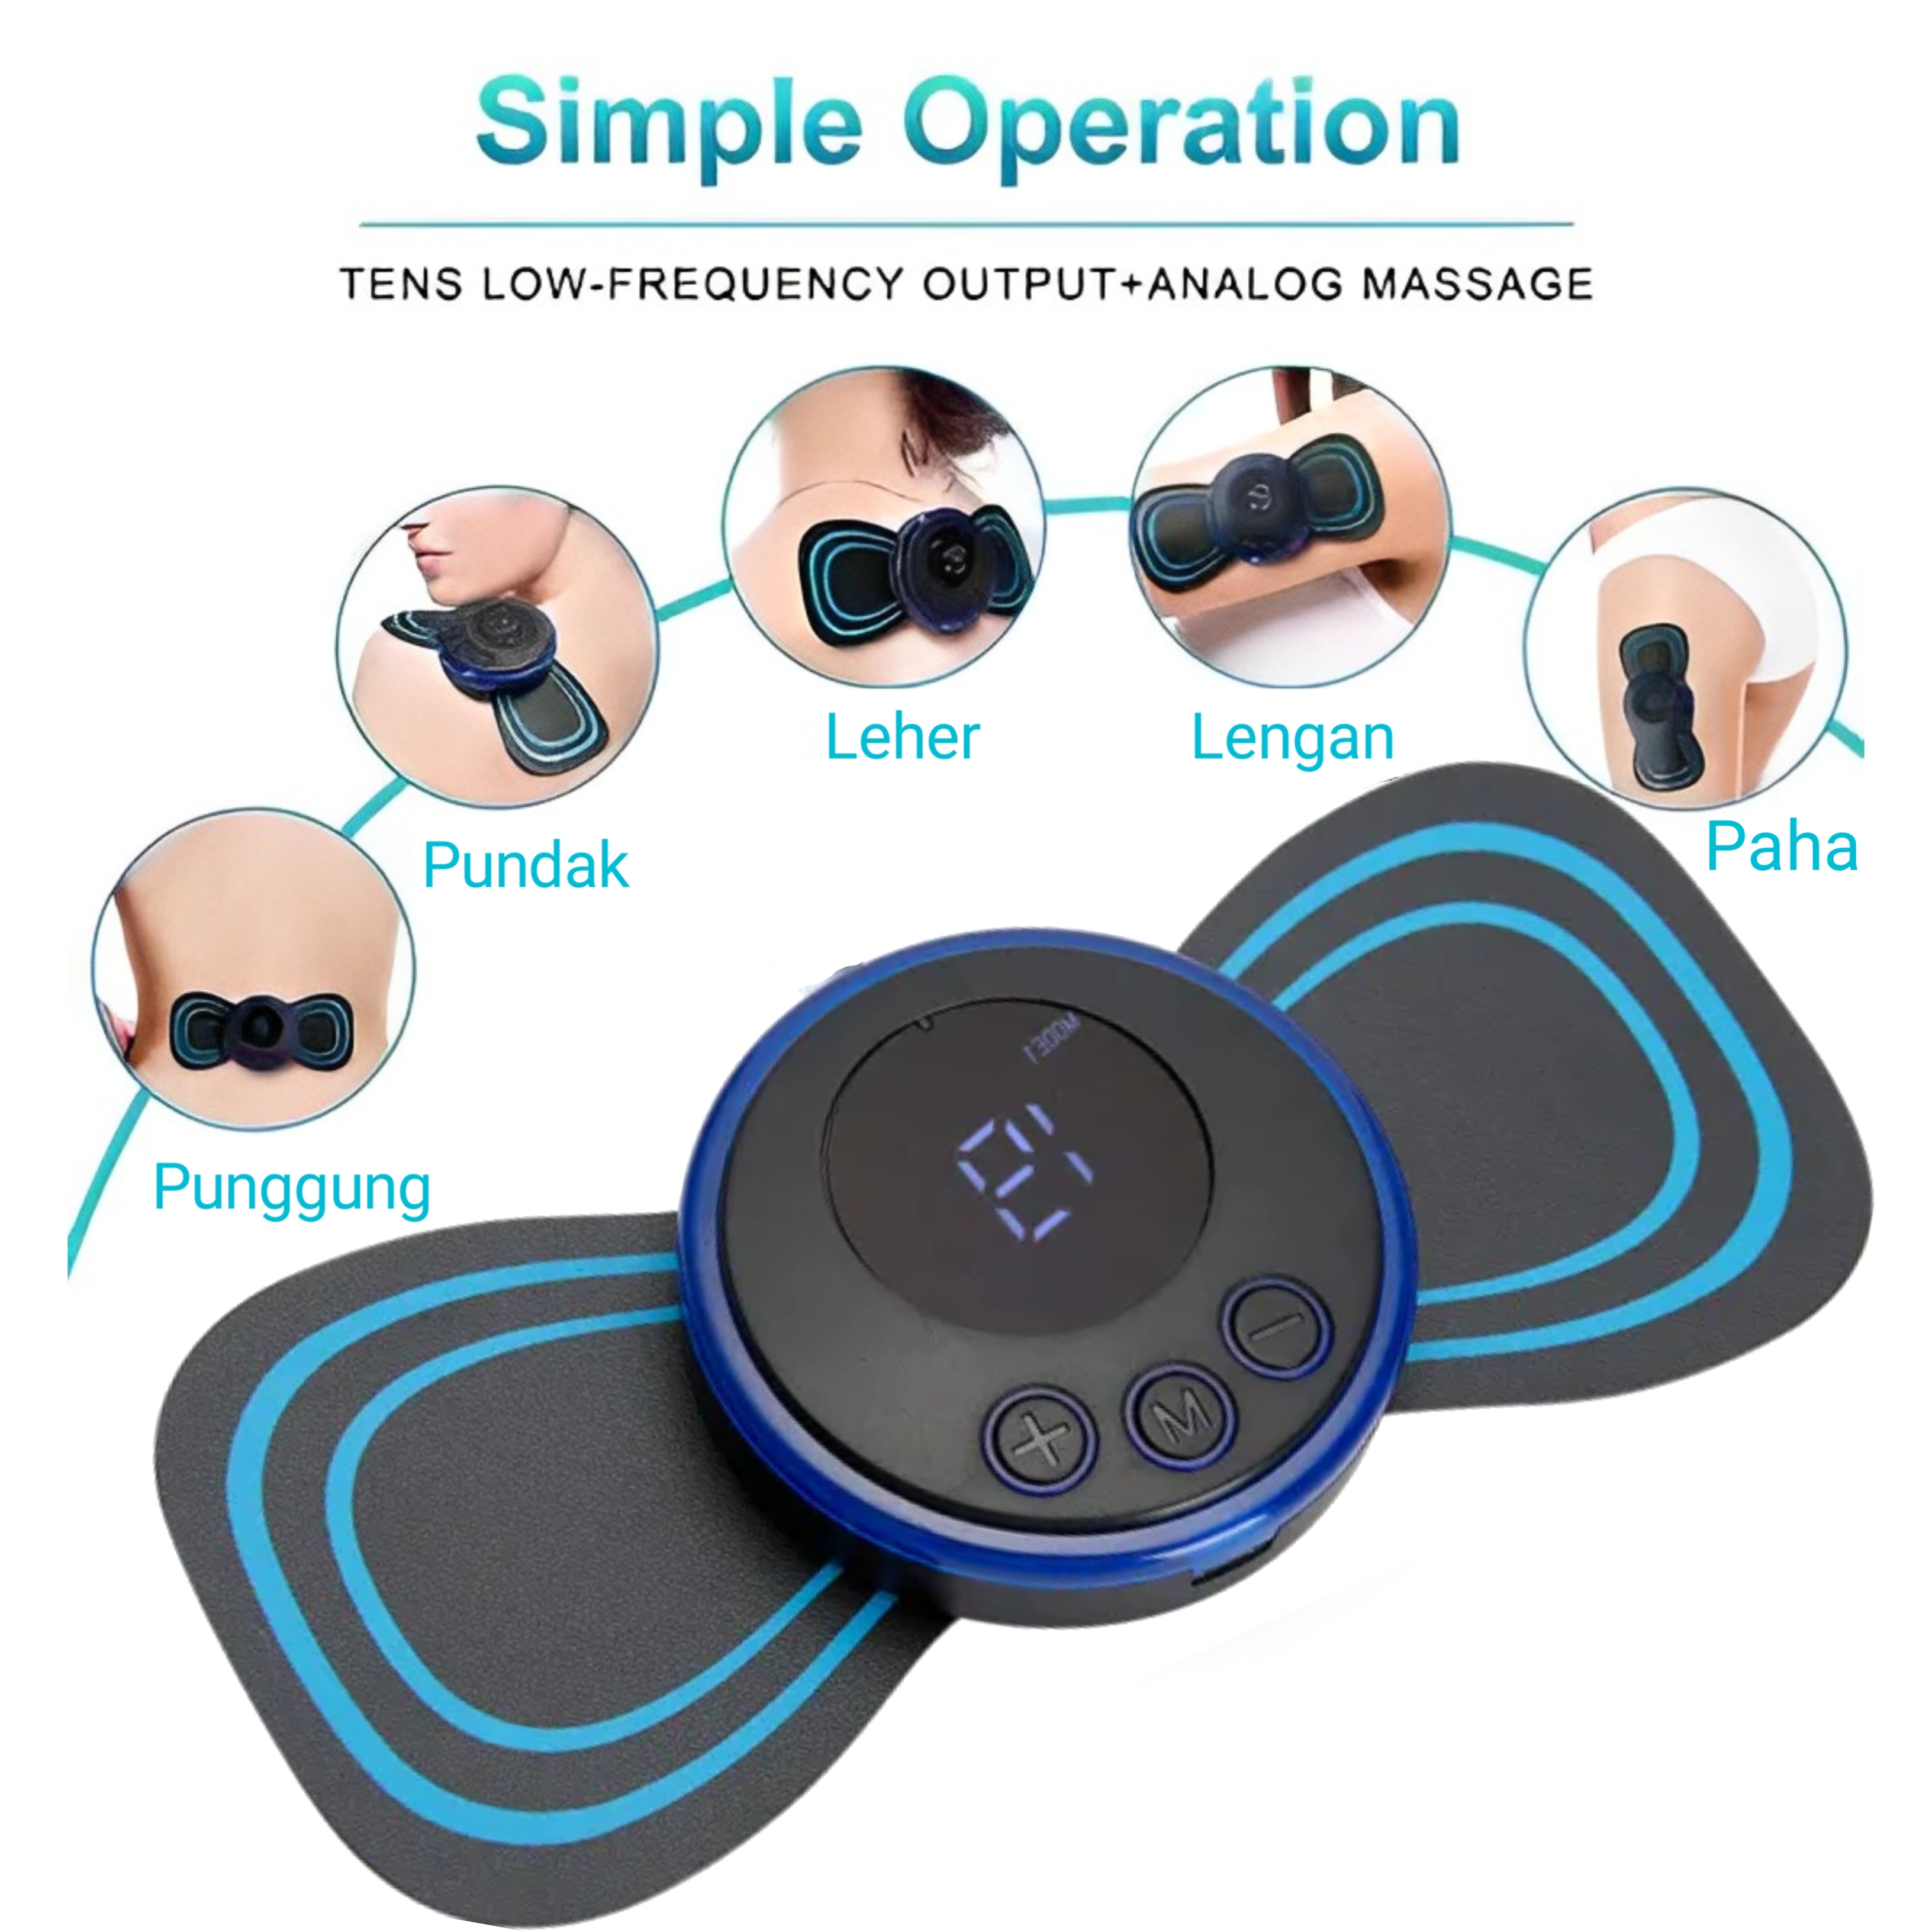 Simple Operation
TENS LOW-FREQUENCY OUTPUT+ANALOG MASSAGE
Leher
Lengan
Paha
Pundak
Punggung
MODE1
+
M
−